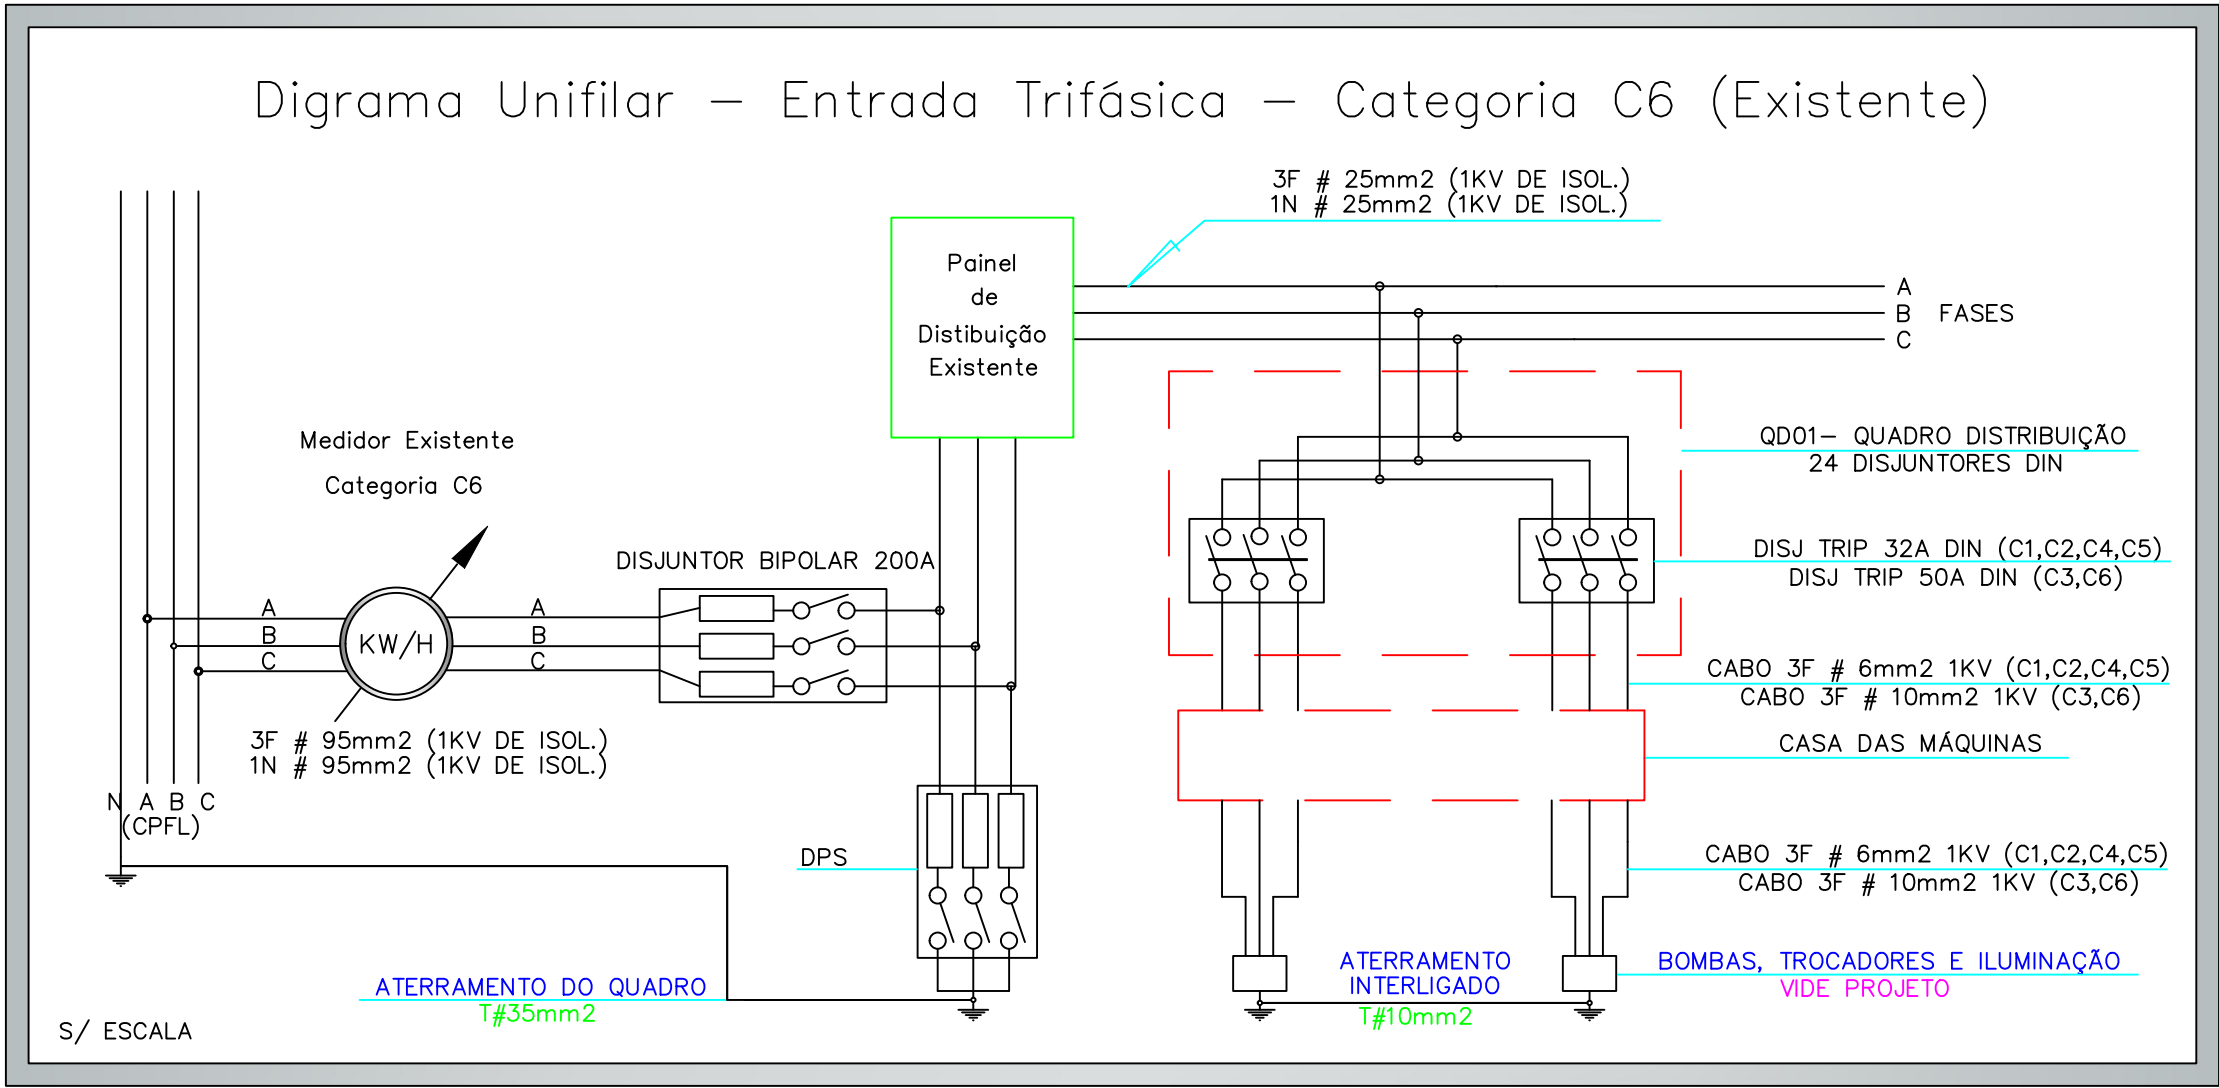 Digrama Unifilar - Entrada Trifásica - Categoria C6 (Existente)
3F # 25mm2 (1KV DE ISOL.)
1N # 25mm2 (1KV DE ISOL.)
Painel
de
Distibuição
Existente
A
B FASES
C
Medidor Existente
Categoria C6
QD01- QUADRO DISTRIBUIÇÃO
24 DISJUNTORES DIN
DISJUNTOR BIPOLAR 200A
DISJ TRIP 32A DIN (C1,C2,C4,C5)
DISJ TRIP 50A DIN (C3,C6)
A
B
C
KW/H
A
B
C
CABO 3F # 6mm2 1KV (C1,C2,C4,C5)
CABO 3F # 10mm2 1KV (C3,C6)
3F # 95mm2 (1KV DE ISOL.)
1N # 95mm2 (1KV DE ISOL.)
CASA DAS MÁQUINAS
N A B C
(CPFL)
DPS
CABO 3F # 6mm2 1KV (C1,C2,C4,C5)
CABO 3F # 10mm2 1KV (C3,C6)
ATERRAMENTO DO QUADRO
T#35mm2
ATERRAMENTO
INTERLIGADO
T#10mm2
BOMBAS, TROCADORES E ILUMINAÇÃO
VIDE PROJETO
S/ ESCALA